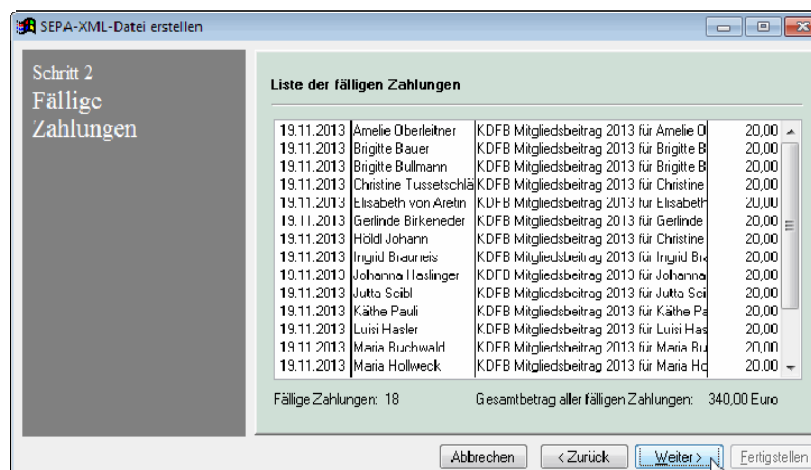 SEPA-XML-Datei erstellen
Schritt 2
Fällige
Zahlungen
Liste der fälligen Zahlungen
19.11.2013 Amelie Oberleitner KDFB Mitgliedsbeitrag 2013 für Amelie O 20,00
19.11.2013 Brigitte Bauer KDFB Mitgliedsbeitrag 2013 für Brigitte B 20,00
19.11.2013 Brigitte Bullmann KDFB Mitgliedsbeitrag 2013 für Brigitte B 20,00
19.11.2013 Christine Tussetschlä KDFB Mitgliedsbeitrag 2013 für Christine 20,00
19.11.2013 Elisabeth von Aretin KDFB Mitgliedsbeitrag 2013 für Elisabeth 20,00
19.11.2013 Gerlinde Birkeneder KDFB Mitgliedsbeitrag 2013 für Gerlinde 20,00
19.11.2013 Höldl Johann KDFB Mitgliedsbeitrag 2013 für Christine 20,00
19.11.2013 Ingrid Brauneis KDFB Mitgliedsbeitrag 2013 für Ingrid Bra 20,00
19.11.2013 Johanna Haslinger KDFB Mitgliedsbeitrag 2013 für Johanna 20,00
19.11.2013 Jutta Seibl KDFB Mitgliedsbeitrag 2013 für Jutta Sei 20,00
19.11.2013 Käthe Pauli KDFB Mitgliedsbeitrag 2013 für Käthe Pa 20,00
19.11.2013 Luisi Hasler KDFB Mitgliedsbeitrag 2013 für Luisi Has 20,00
19.11.2013 Maria Buchwald KDFB Mitgliedsbeitrag 2013 für Maria Bu 20,00
19.11.2013 Maria Hollweck KDFB Mitgliedsbeitrag 2013 für Maria Ho 20,00
Fällige Zahlungen: 18 Gesamtbetrag aller fälligen Zahlungen: 340,00 Euro
Abbrechen < Zurück Weiter > Fertigstellen